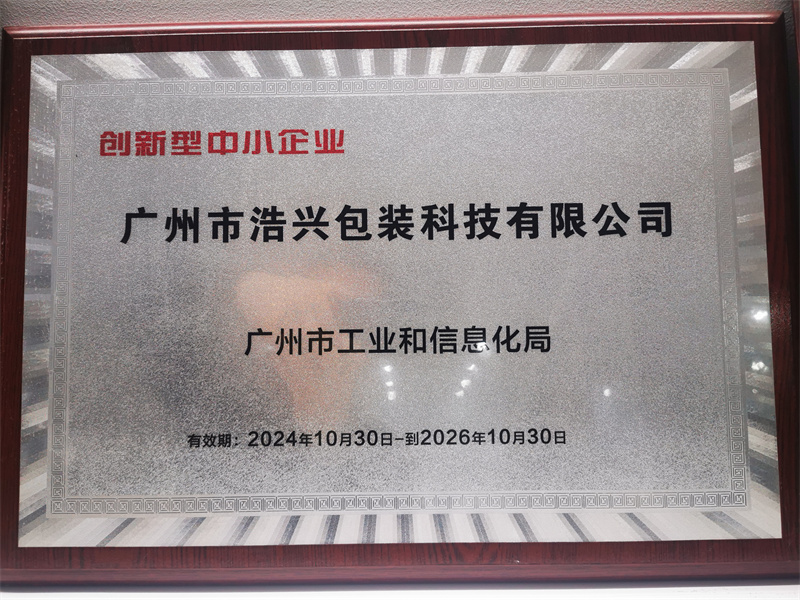 创新型中小企业
广州市浩兴包装科技有限公司
广州市工业和信息化局
有效期：2024年10月30日-到2026年10月30日